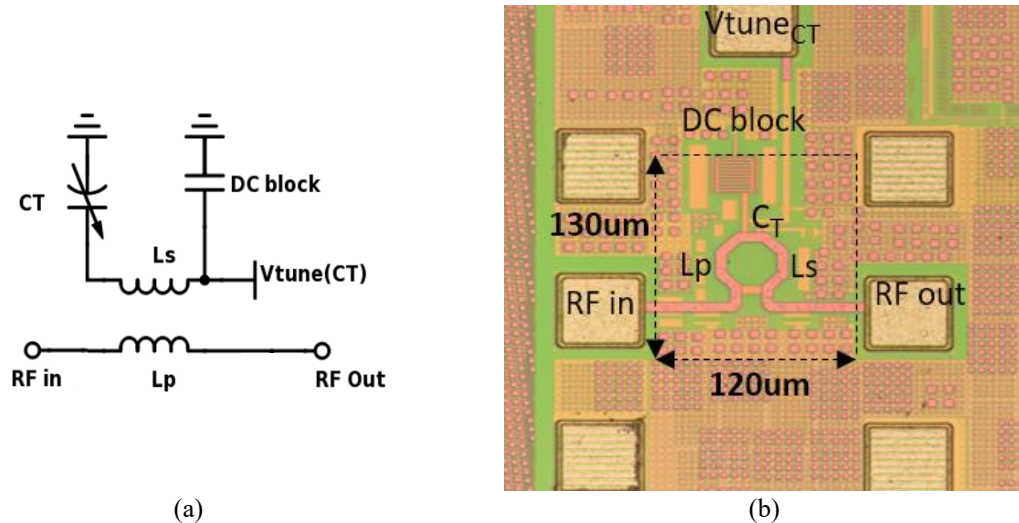 CT
DC block
Ls
Vtune(CT)
RF in
Lp
RF Out
(a)
VtuneCT
DC block
130um
CT
Lp
Ls
RF in
RF out
120um
(b)